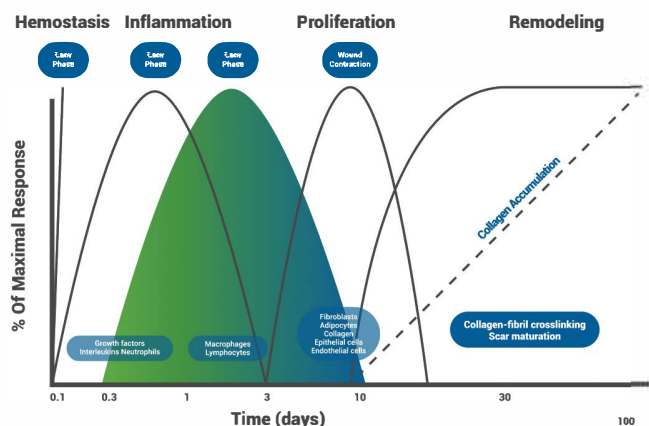 Hemostasis
Inflammation
Proliferation
Remodeling
Phase
Phase
Phase
Wound
Contraction
% Of Maximal Response
Collagen Accumulation
Growth factors
Interleukins Neutrophils
Macrophages
Lymphocytes
Fibroblasts
Adipocytes
Collagen
Epithelial cells
Endothelial cells
Collagen-fibril crosslinking
Scar maturation
0.1 0.3 1 3 10 30
100
Time (days)